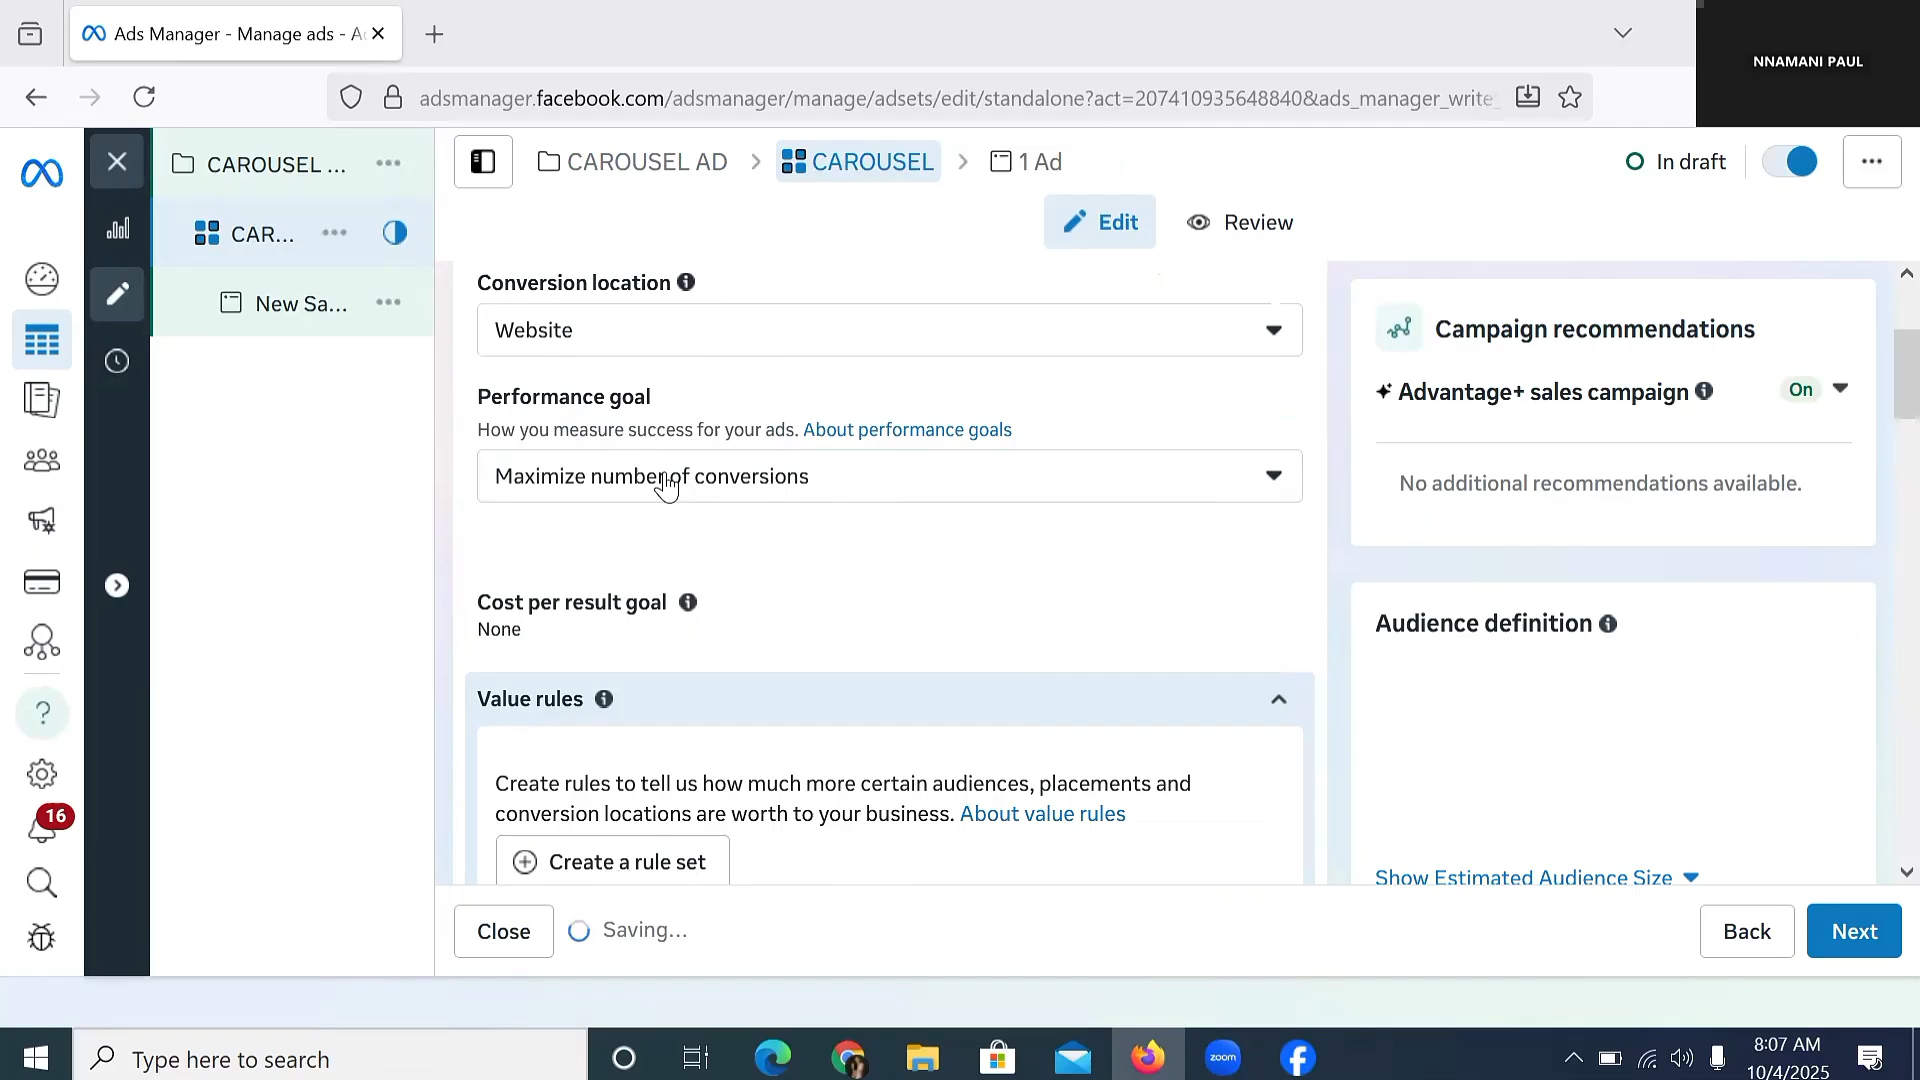 Ads Manager - Manage ads - A
NNAMANI PAUL
adsmanager.facebook.com/adsmanager/manage/adsets/edit/standalone?act=207410935648840&ads_manager_write_
CAROUSEL ...
CAROUSEL AD
CAROUSEL
1 Ad
In draft
CAR...
Edit
Review
New Sa...
Conversion location
Website
Performance goal
How you measure success for your ads. About performance goals
Maximize number of conversions
Cost per result goal
None
Value rules
Create rules to tell us how much more certain audiences, placements and
conversion locations are worth to your business. About value rules
Create a rule set
Campaign recommendations
Advantage+ sales campaign
On
No additional recommendations available.
Audience definition
Show Estimated Audience Size
16
Close
Saving...
Back
Next
Type here to search
zoom
8:07 AM
10/4/2025